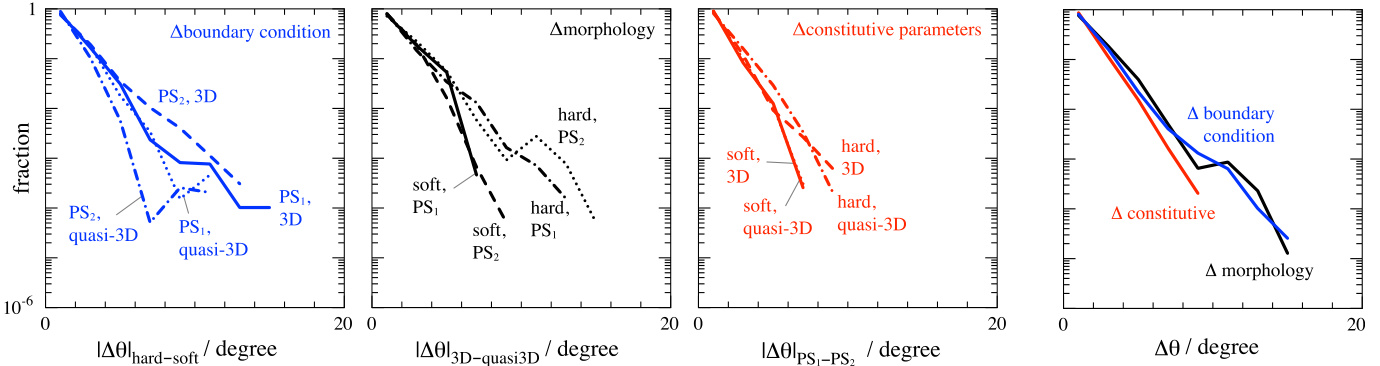 1
fraction
10⁻⁶
Δboundary condition
PS₂, 3D
PS₂,
quasi-3D
PS₁,
quasi-3D
PS₁,
3D
0
20
|Δθ|hard−soft / degree
Δmorphology
hard,
PS₂
soft,
PS₁
soft,
PS₂
hard,
PS₁
0
20
|Δθ|3D−quasi3D / degree
Δconstitutive parameters
soft,
3D
hard,
3D
soft,
quasi-3D
hard,
quasi-3D
0
20
|Δθ|PS₁−PS₂ / degree
Δ boundary
condition
Δ constitutive
Δ morphology
0
20
Δθ / degree